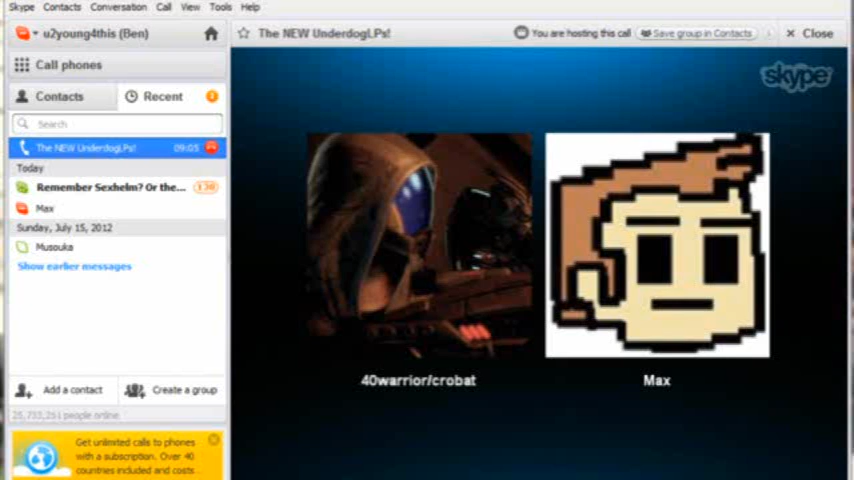 Skype Contacts Conversation Call View Tools Help
u2young4this (Ben)
The NEW UnderdogLPs!
You are hosting this call
Save group in Contacts
Close
Call phones
skype
Contacts
Recent
Search
The NEW UnderdogLPs! 09:05
Today
Remember Sexhelm? Or the... 130
Max
Sunday, July 15, 2012
Musouka
Show earlier messages
40warrior/crobat
Max
Add a contact
Create a group
people online
Get unlimited calls to phones
with a subscription. Over 40
countries included and costs...